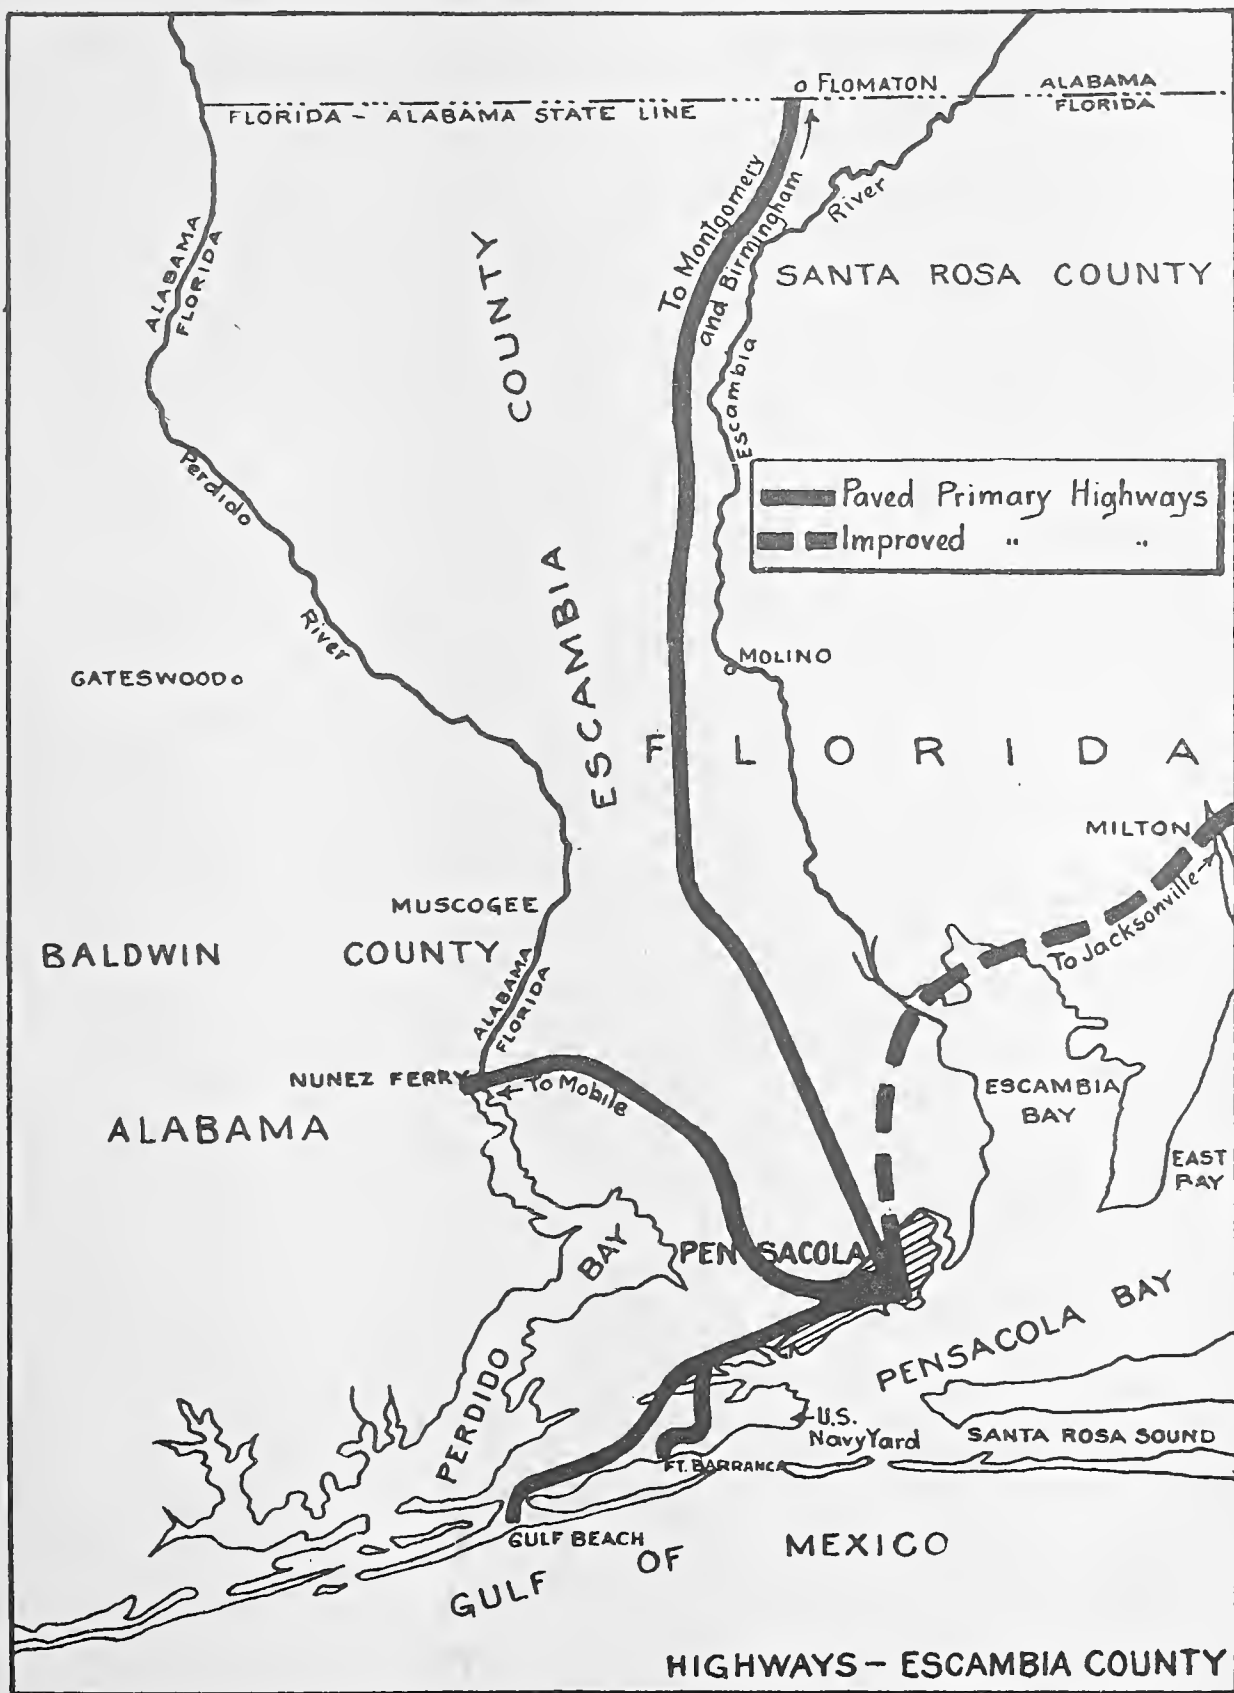 FLOMATON
ALABAMA
FLORIDA
FLORIDA - ALABAMA STATE LINE
To Montgomery
and Birmingham
River
Escambia
ALABAMA
FLORIDA
COUNTY
ESCAMBIA
SANTA ROSA COUNTY
Perdido
River
Paved Primary Highways
Improved " "
GATESWOOD
MOLINO
FLORIDA
MILTON
To Jacksonville
MUSCOGEE
BALDWIN COUNTY
ALABAMA
FLORIDA
NUNEZ FERRY
To Mobile
ALABAMA
ESCAMBIA
BAY
EAST
BAY
PENSACOLA
PERDIDO BAY
PENSACOLA BAY
U.S.
Navy Yard
SANTA ROSA SOUND
FT. BARRANCA
GULF BEACH
GULF OF MEXICO
HIGHWAYS - ESCAMBIA COUNTY